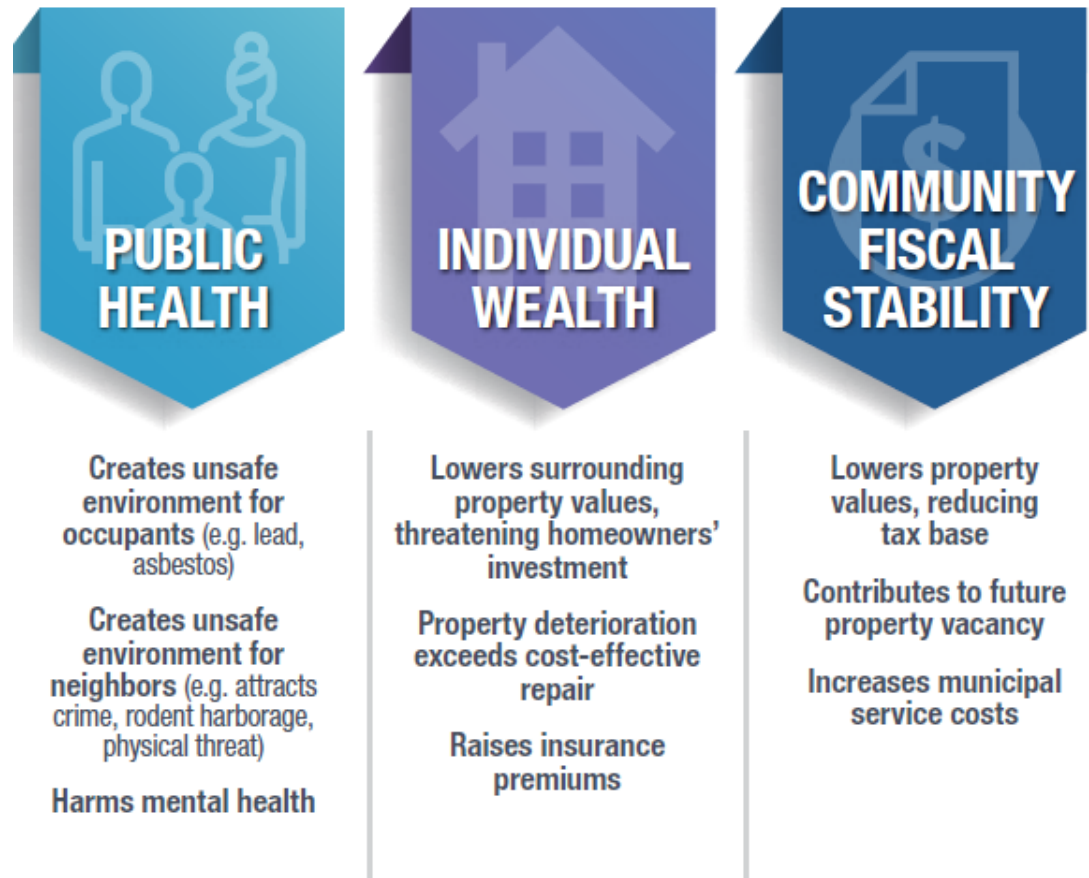 PUBLIC
HEALTH
Creates unsafe
environment for
occupants (e.g. lead,
asbestos)
Creates unsafe
environment for
neighbors (e.g. attracts
crime, rodent harborage,
physical threat)
Harms mental health
INDIVIDUAL
WEALTH
Lowers surrounding
property values,
threatening homeowners’
investment
Property deterioration
exceeds cost-effective
repair
Raises insurance
premiums
$
COMMUNITY
FISCAL
STABILITY
Lowers property
values, reducing
tax base
Contributes to future
property vacancy
Increases municipal
service costs